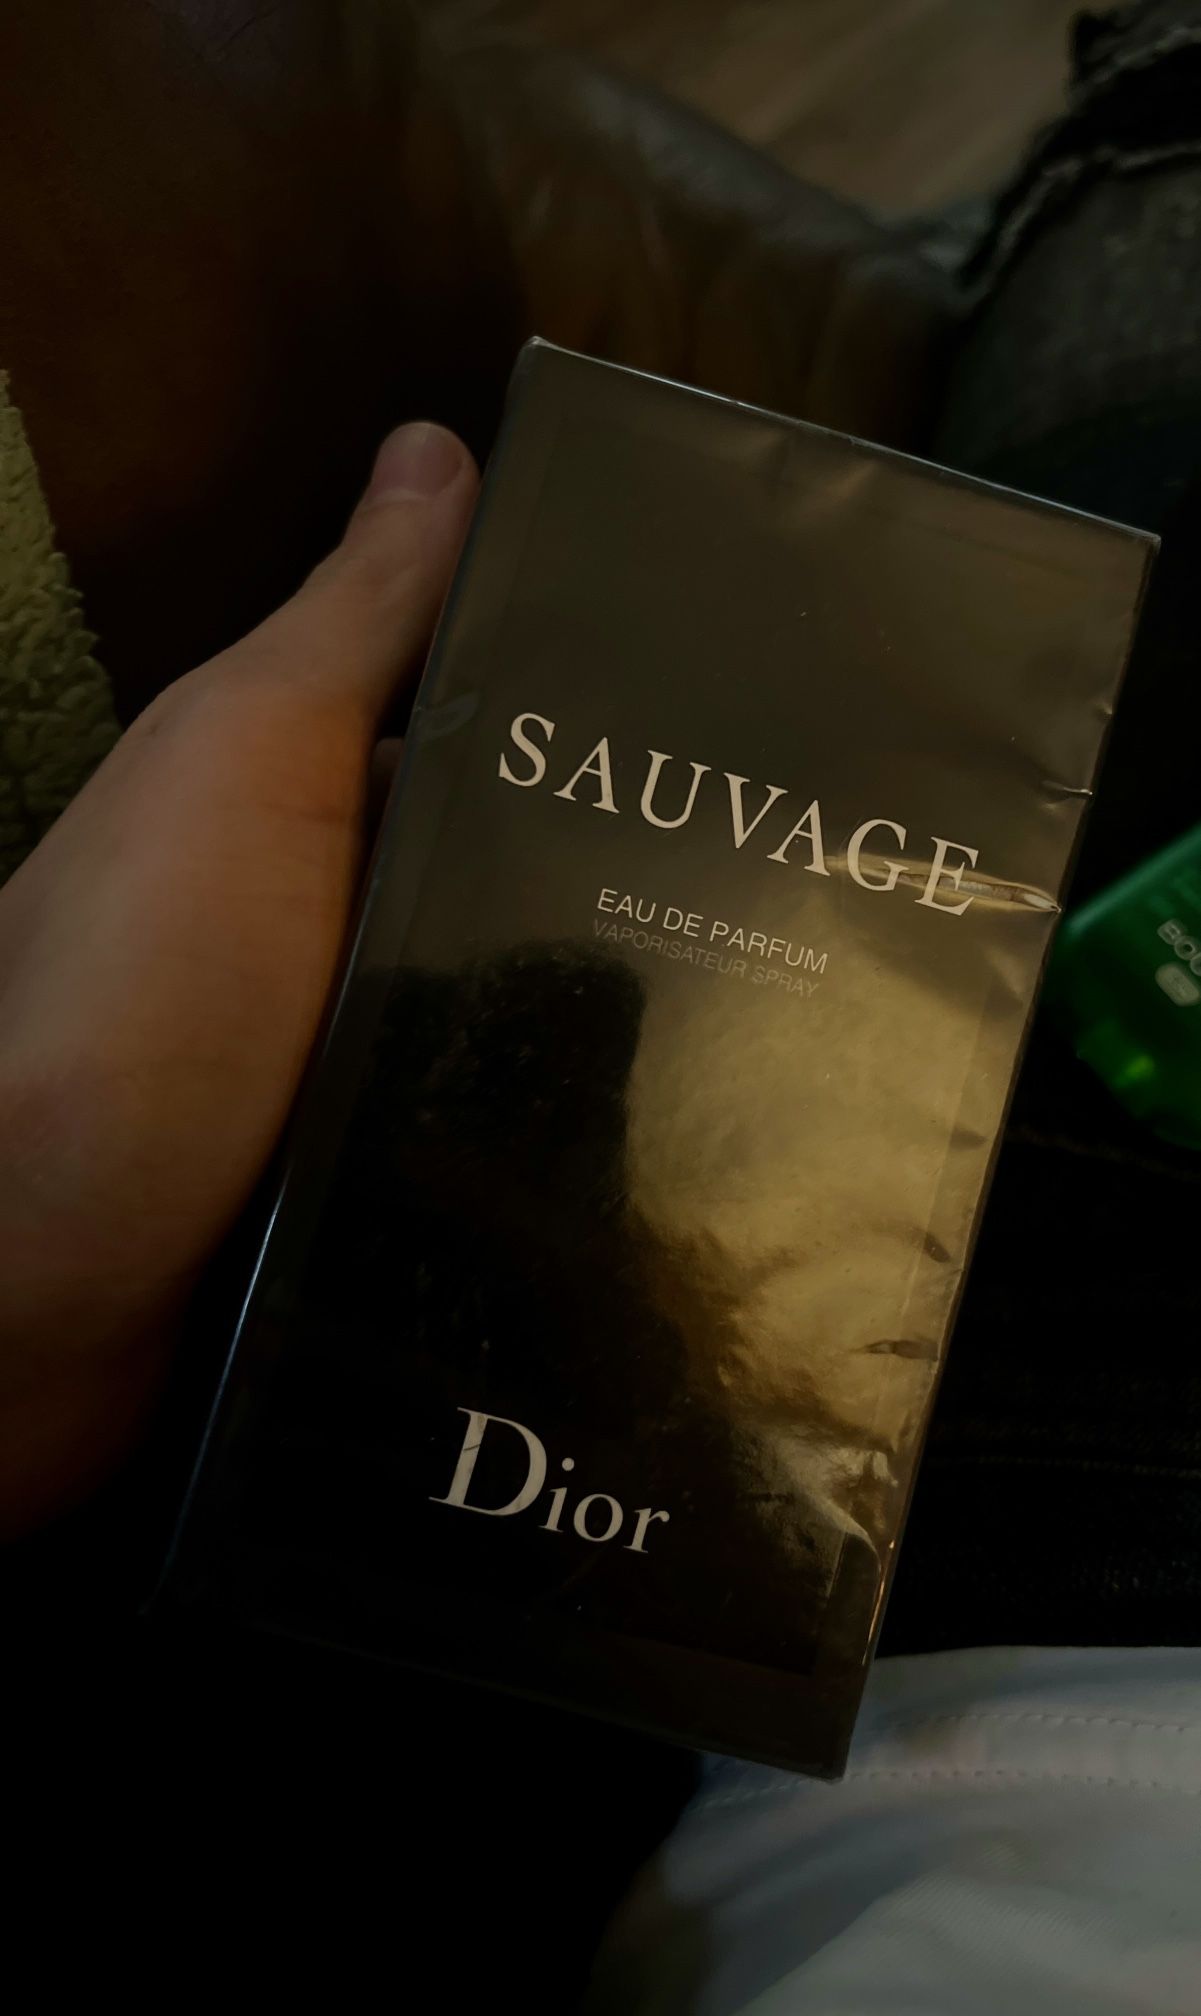 SAUVAGE
EAU DE PARFUM
VAPORISATEUR SPRAY
Dior